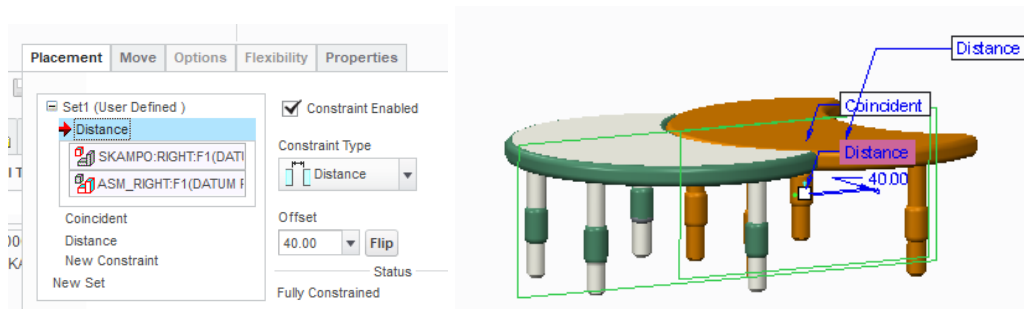 Placement Move Options Flexibility Properties
Set1 (User Defined )
Distance
SKAMPO:RIGHT:F1(DATU
ASM_RIGHT:F1(DATUM F
Coincident
Distance
New Constraint
New Set
Constraint Enabled
Constraint Type
Distance
Offset
40.00 Flip
Status
Fully Constrained
Distance
Coincident
Distance
40.00